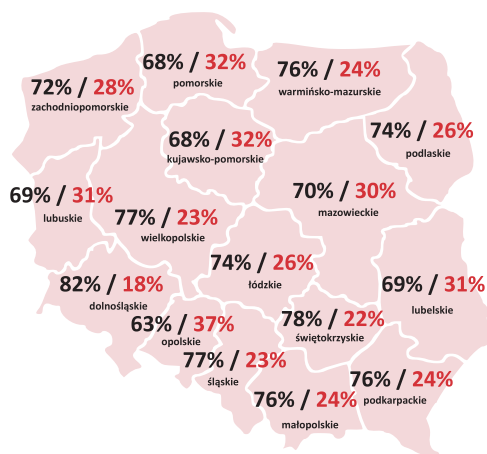 68% / 32%
pomorskie
76% / 24%
warmińsko-mazurskie
72% / 28%
zachodniopomorskie
74% / 26%
podlaskie
68% / 32%
kujawsko-pomorskie
69% / 31%
lubuskie
70% / 30%
mazowieckie
77% / 23%
wielkopolskie
74% / 26%
łódzkie
82% / 18%
dolnośląskie
69% / 31%
lubelskie
63% / 37%
opolskie
78% / 22%
świętokrzyskie
77% / 23%
śląskie
76% / 24%
podkarpackie
76% / 24%
małopolskie